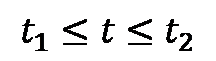 t₁ ≤ t ≤ t₂